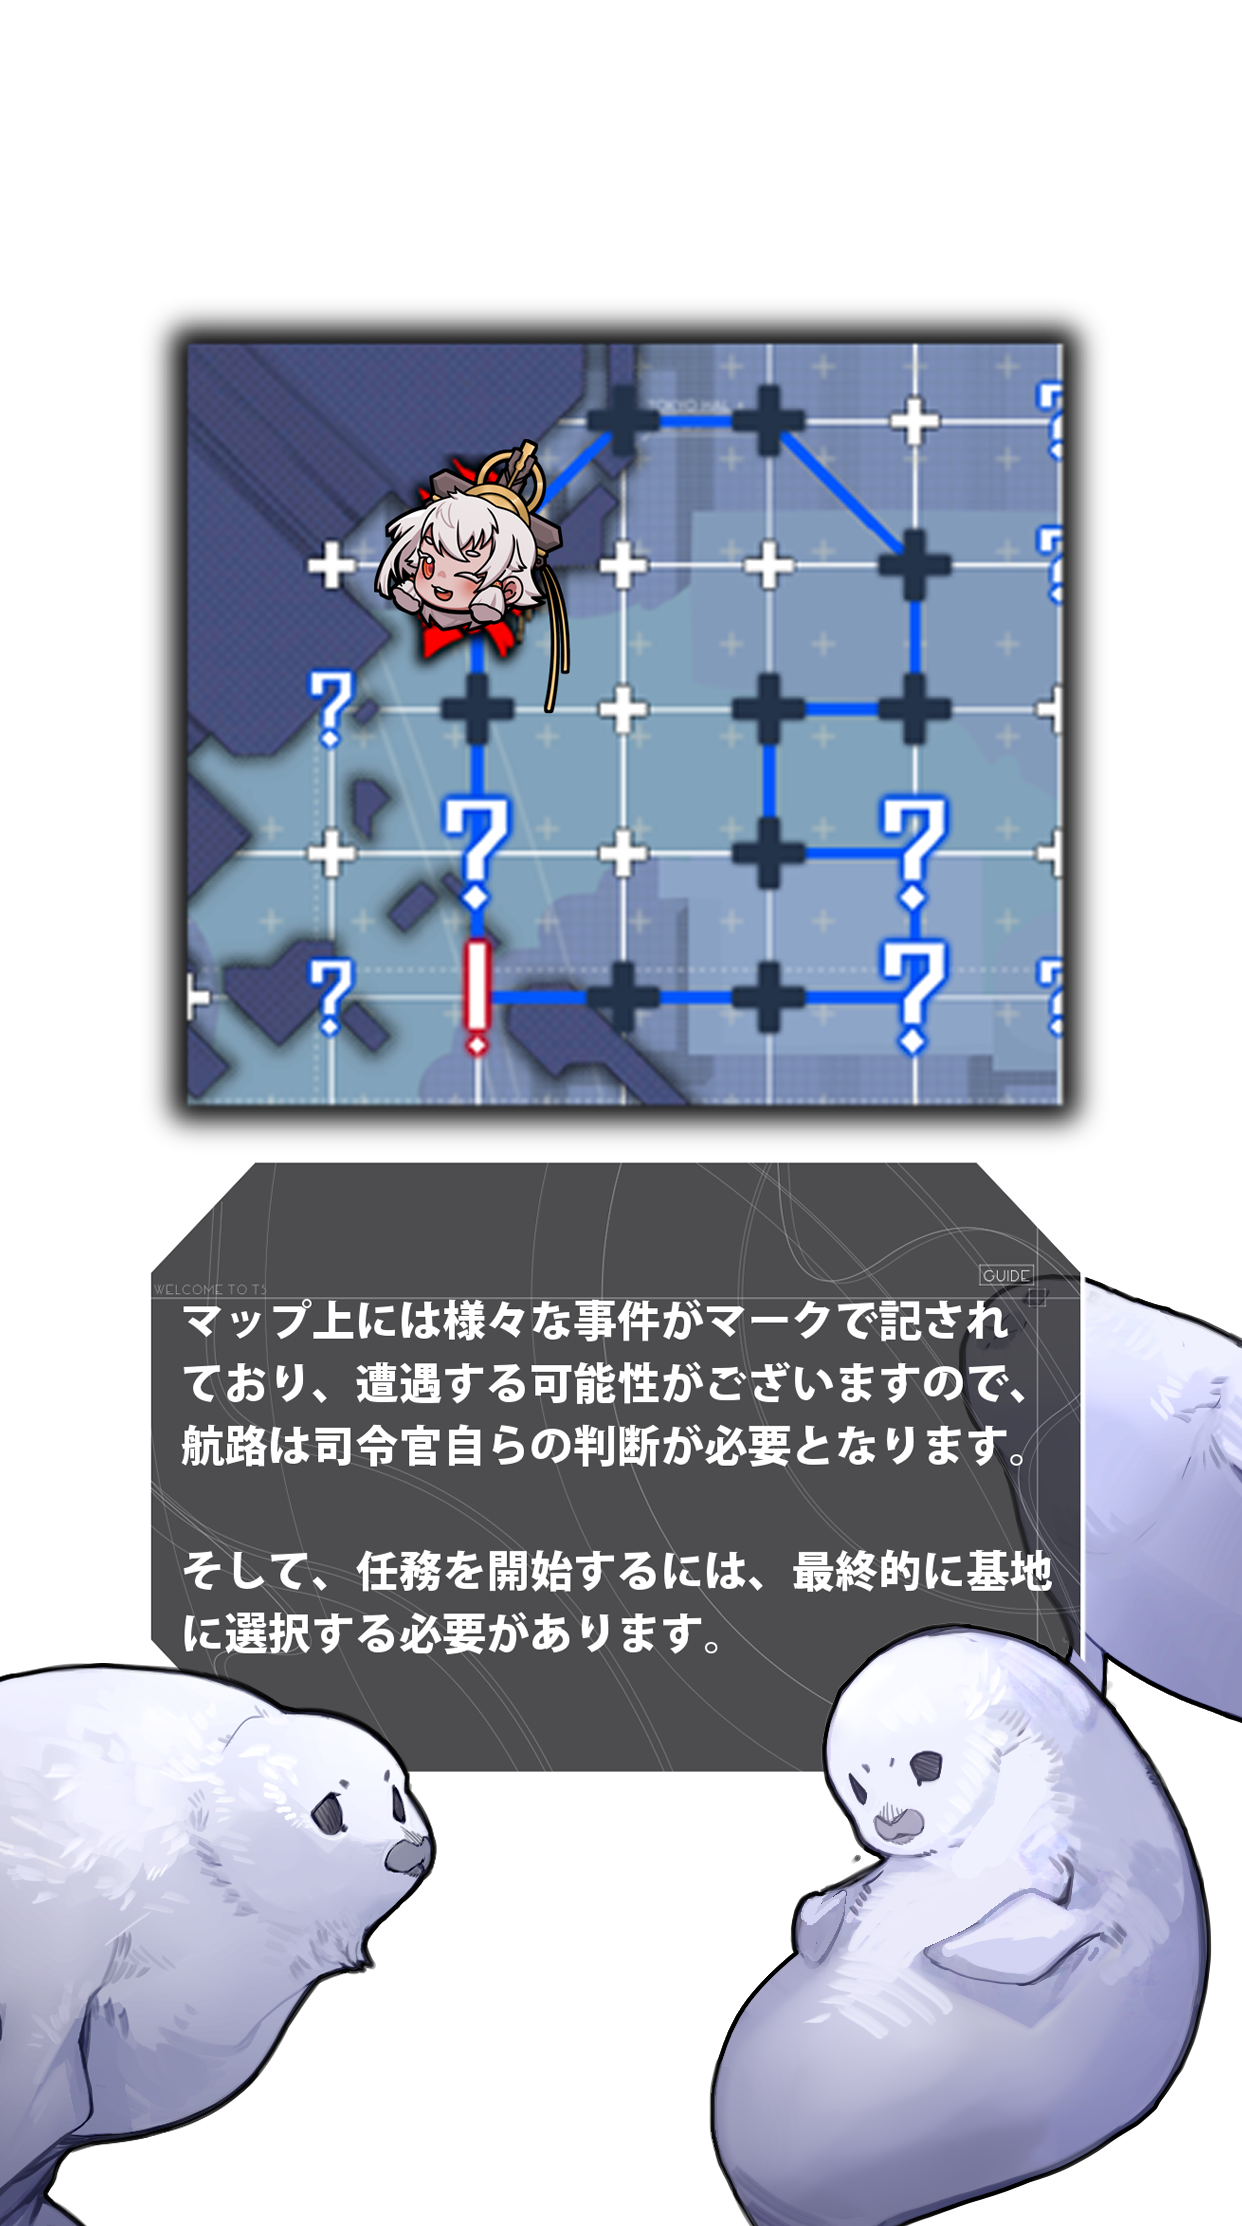 ?
?
?
?
?
!
?
?
?
GUIDE
WELCOME TO TS
マップ上には様々な事件がマークで記され
ており、遭遇する可能性がございますので、
航路は司令官自らの判断が必要となります。
そして、任務を開始するには、最終的に基地
に選択する必要があります。